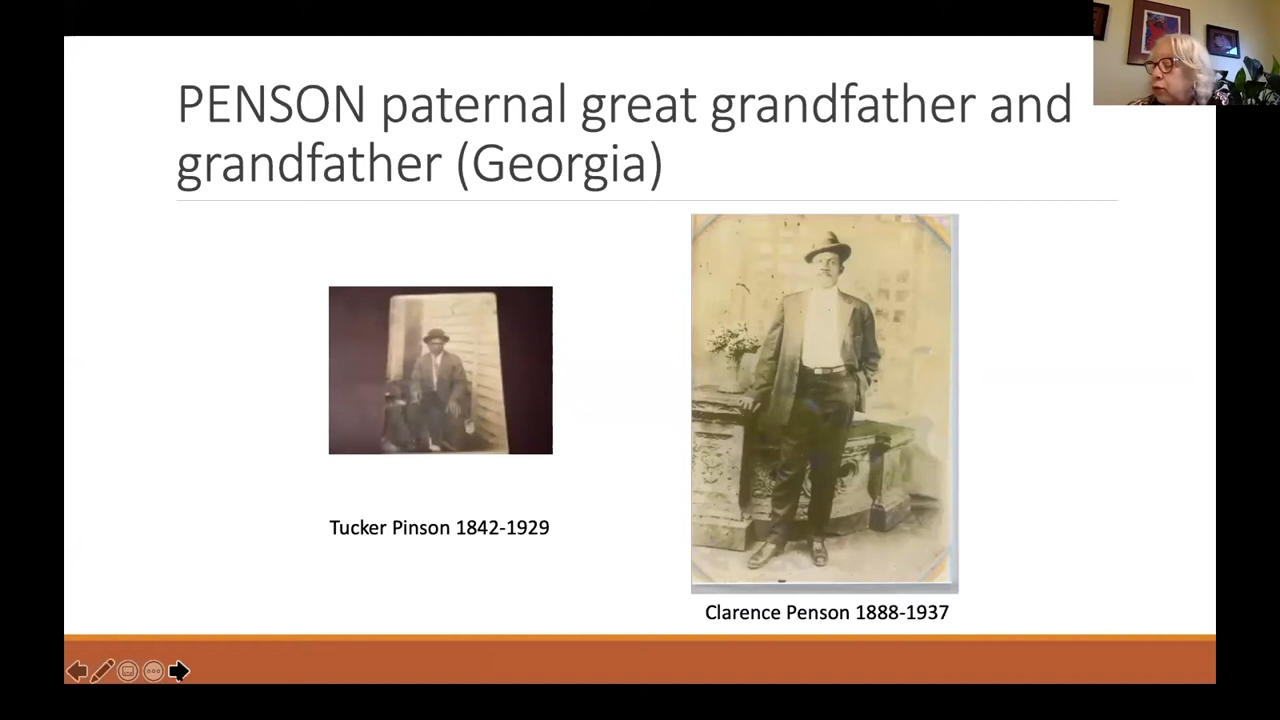 PENSON paternal great grandfather and
grandfather (Georgia)
Tucker Pinson 1842-1929
Clarence Penson 1888-1937